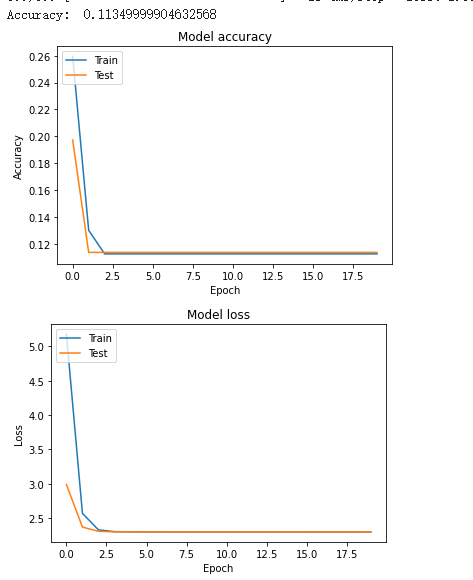 Accuracy: 0.11349999904632568
Model accuracy
Train
Test
0.26
0.24
0.22
0.20
0.18
0.16
0.14
0.12
Accuracy
0.0 2.5 5.0 7.5 10.0 12.5 15.0 17.5
Epoch
Model loss
Train
Test
5.0
4.5
4.0
3.5
3.0
2.5
Loss
0.0 2.5 5.0 7.5 10.0 12.5 15.0 17.5
Epoch